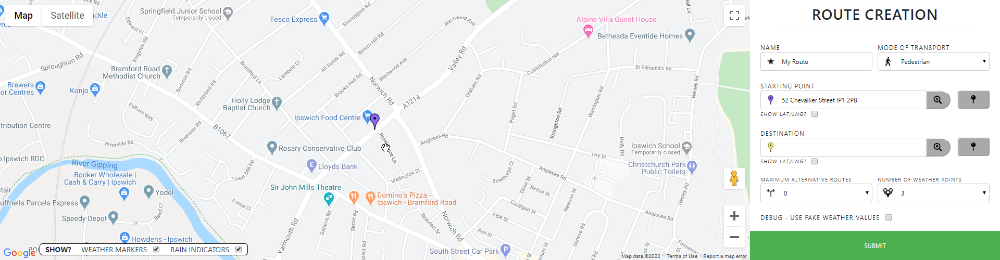 Map
Satellite
ckle
Springfield Junior School
Temporarily closed
Tesco Express
Sherrington Rd
Westwood Ave
Alpine Villa Guest House
Bethesda Eventide Homes
Edward Cl
Kingston Rd
Broom Hill Rd
Valley Rd
Constitution Hill
St Edmund's Rd
Sproughton Rd
Bramford Road
Methodist Church
Surbiton Rd
Bramford Ln
Lambeth Cl
All Saints Rd
Westwood Ave
Norwich Rd
Brooks Hall Rd
Graham Rd
Henley Rd
Brewers
or Centres
Konjo
Richmond Rd
Holly Lodge
Baptist Church
A1214
Warrington Rd
Paget Rd
Broughton Rd
Fulham Way
Ipswich Food Centre
tribution Centre
Riverside Rd
B1067
Riverside Rd
Anglesea Rd
Holly Rd
Provi
ce Ln
Rosary Conservative Club
Ipswich School
Temporarily closed
Ivry St
Ipswich RDC
River Gipping
Lloyds Bank
Christchurch Park
Public Toilets
Booker Wholesale |
Cash & Carry | Ipswich
Tower Mill Rd
Wellington St
Bowthorpe Cl
Anglesea Rd
Oban St
Redan St
Newson St
Henley Rd
Sir John Mills Theatre
Yodel
Domino's Pizza -
Ipswich - Bramford Road
uffnells Parcels Express
Farina Cl
Cardigan St
Speedy Depot
Baird Cl
Gatacre Rd
Sirdar Rd
Beaufort St
Norwich Rd
Alpe St
Anglesea Rd
Ann St
Geneva Rd
Yarmouth Rd
Howdens - Ipswich
South Street Car Park
Google
SHOW?
WEATHER MARKERS
RAIN INDICATORS
Map data ©2020
Terms of Use
Report a map error
ROUTE CREATION
NAME
MODE OF TRANSPORT
My Route
Pedestrian
STARTING POINT
52 Chevallier Street IP1 2PB
SHOW LAT/LNG?
DESTINATION
SHOW LAT/LNG?
MAXIMUM ALTERNATIVE ROUTES
NUMBER OF WEATHER POINTS
0
3
DEBUG - USE FAKE WEATHER VALUES
SUBMIT